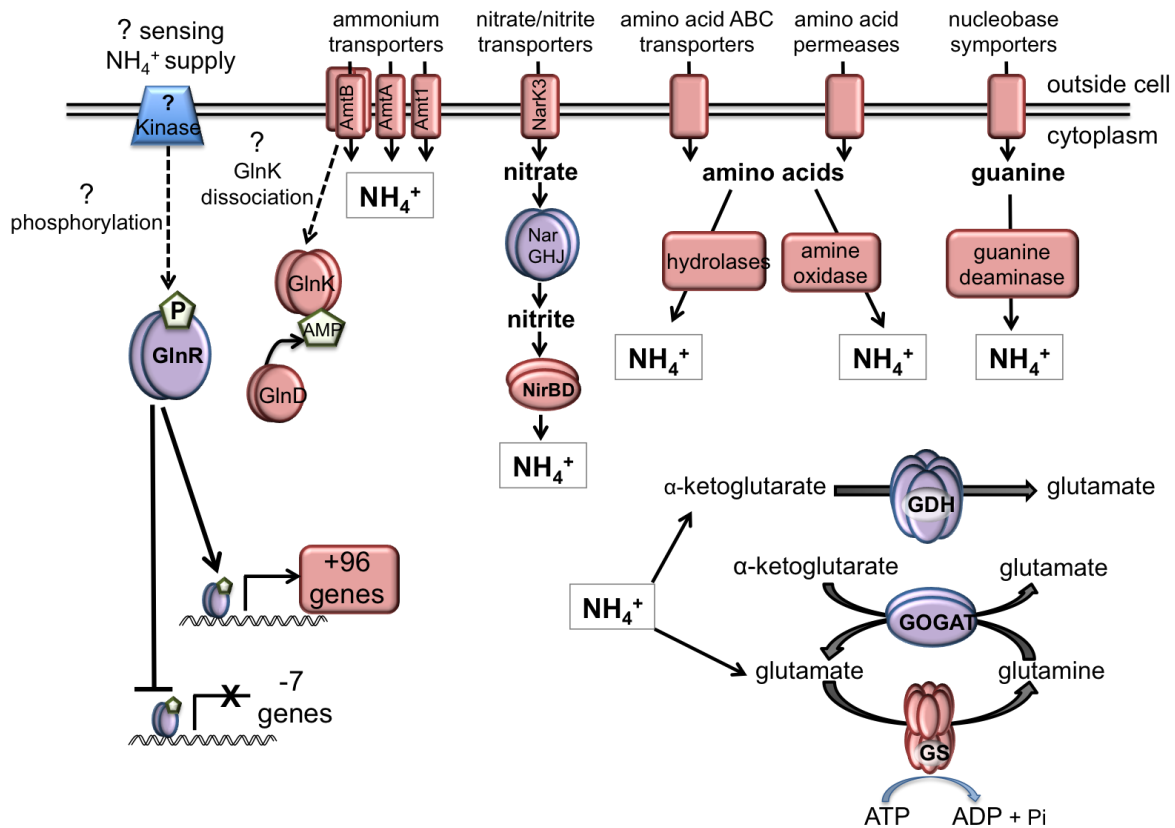 ? sensing
NH₄⁺ supply
ammonium
transporters
nitrate/nitrite
transporters
amino acid ABC
transporters
amino acid
permeases
nucleobase
symporters
outside cell
cytoplasm
?
Kinase
AmtB
AmtA
Amt1
NarK3
?
GlnK
dissociation
?
phosphorylation
NH₄⁺
nitrate
amino acids
guanine
Nar
GHJ
hydrolases
amine
oxidase
guanine
deaminase
GlnK
AMP
GlnD
P
GlnR
nitrite
NirBD
NH₄⁺
NH₄⁺
NH₄⁺
NH₄⁺
+96
genes
-7
genes
X
α-ketoglutarate
GDH
glutamate
NH₄⁺
α-ketoglutarate
glutamate
GOGAT
glutamate
glutamine
GS
ATP
ADP + Pi